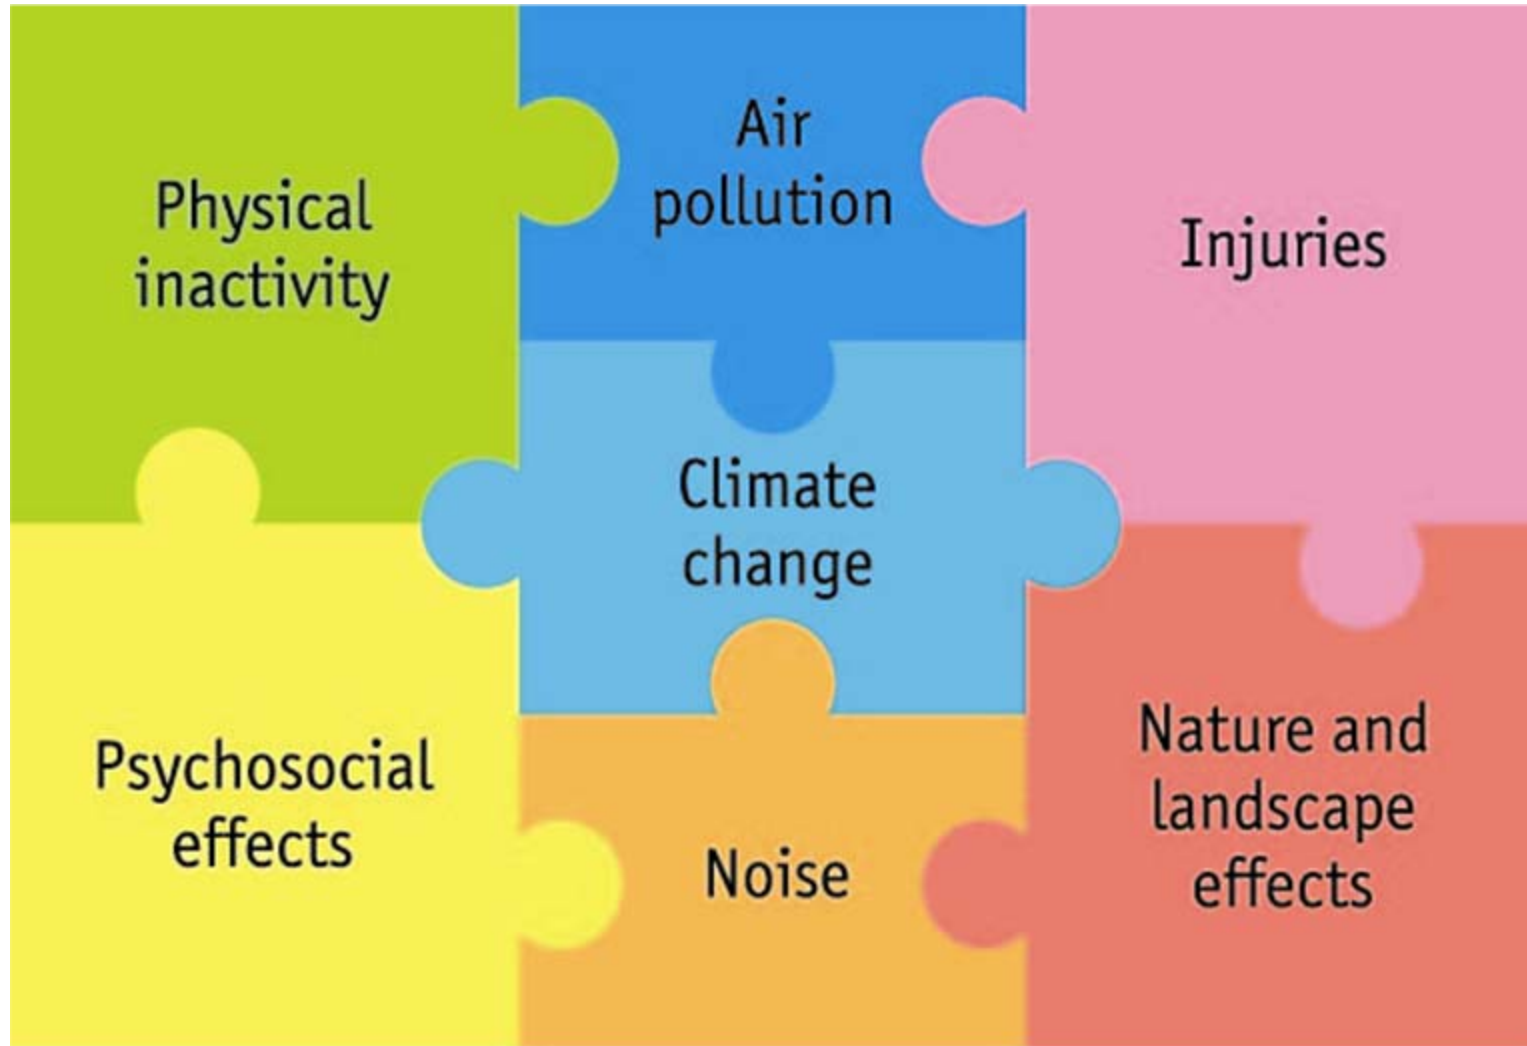 Physical
inactivity
Air
pollution
Injuries
Climate
change
Psychosocial
effects
Noise
Nature and
landscape
effects